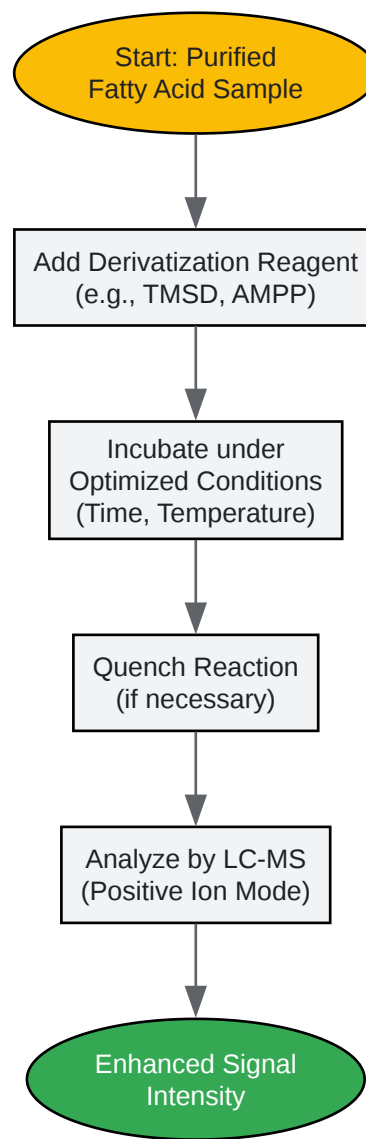 Start: Purified
Fatty Acid Sample
Add Derivatization Reagent
(e.g., TMSD, AMPP)
Incubate under
Optimized Conditions
(Time, Temperature)
Quench Reaction
(if necessary)
Analyze by LC-MS
(Positive Ion Mode)
Enhanced Signal
Intensity